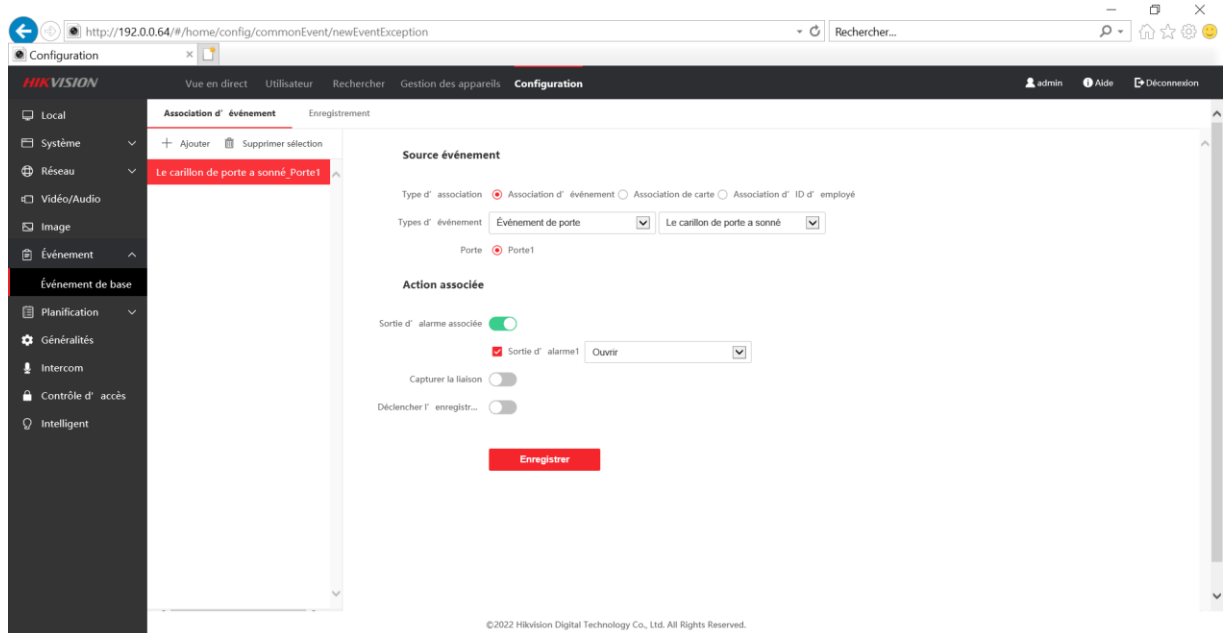 http://192.0.0.64/#/home/config/commonEvent/newEventException
Rechercher...
Configuration
HIKVISION
Vue en direct
Utilisateur
Rechercher
Gestion des appareils
Configuration
admin
Aide
Déconnexion
Local
Système
Réseau
Vidéo/Audio
Image
Événement
Événement de base
Planification
Généralités
Intercom
Contrôle d' accès
Intelligent
Association d' événement
Enregistrement
Ajouter
Supprimer sélection
Le carillon de porte a sonné_Porte1
Source événement
Type d' association Association d' événement Association de carte Association d' ID d' employé
Types d' événement Événement de porte Le carillon de porte a sonné
Porte Porte1
Action associée
Sortie d' alarme associée
Sortie d' alarme1 Ouvrir
Capturer la liaison
Déclencher l' enregistr...
Enregistrer
©2022 Hikvision Digital Technology Co., Ltd. All Rights Reserved.